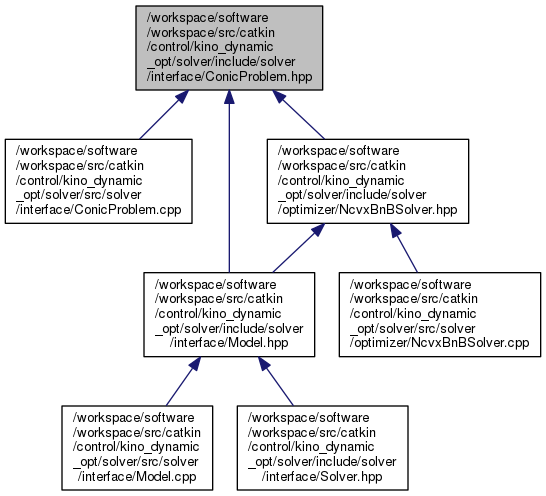 /workspace/software
/workspace/src/catkin
/control/kino_dynamic
_opt/solver/include/solver
/interface/ConicProblem.hpp
/workspace/software
/workspace/src/catkin
/control/kino_dynamic
_opt/solver/src/solver
/interface/ConicProblem.cpp
/workspace/software
/workspace/src/catkin
/control/kino_dynamic
_opt/solver/include/solver
/optimizer/NcvxBnBSolver.hpp
/workspace/software
/workspace/src/catkin
/control/kino_dynamic
_opt/solver/include/solver
/interface/Model.hpp
/workspace/software
/workspace/src/catkin
/control/kino_dynamic
_opt/solver/src/solver
/optimizer/NcvxBnBSolver.cpp
/workspace/software
/workspace/src/catkin
/control/kino_dynamic
_opt/solver/src/solver
/interface/Model.cpp
/workspace/software
/workspace/src/catkin
/control/kino_dynamic
_opt/solver/include/solver
/interface/Solver.hpp